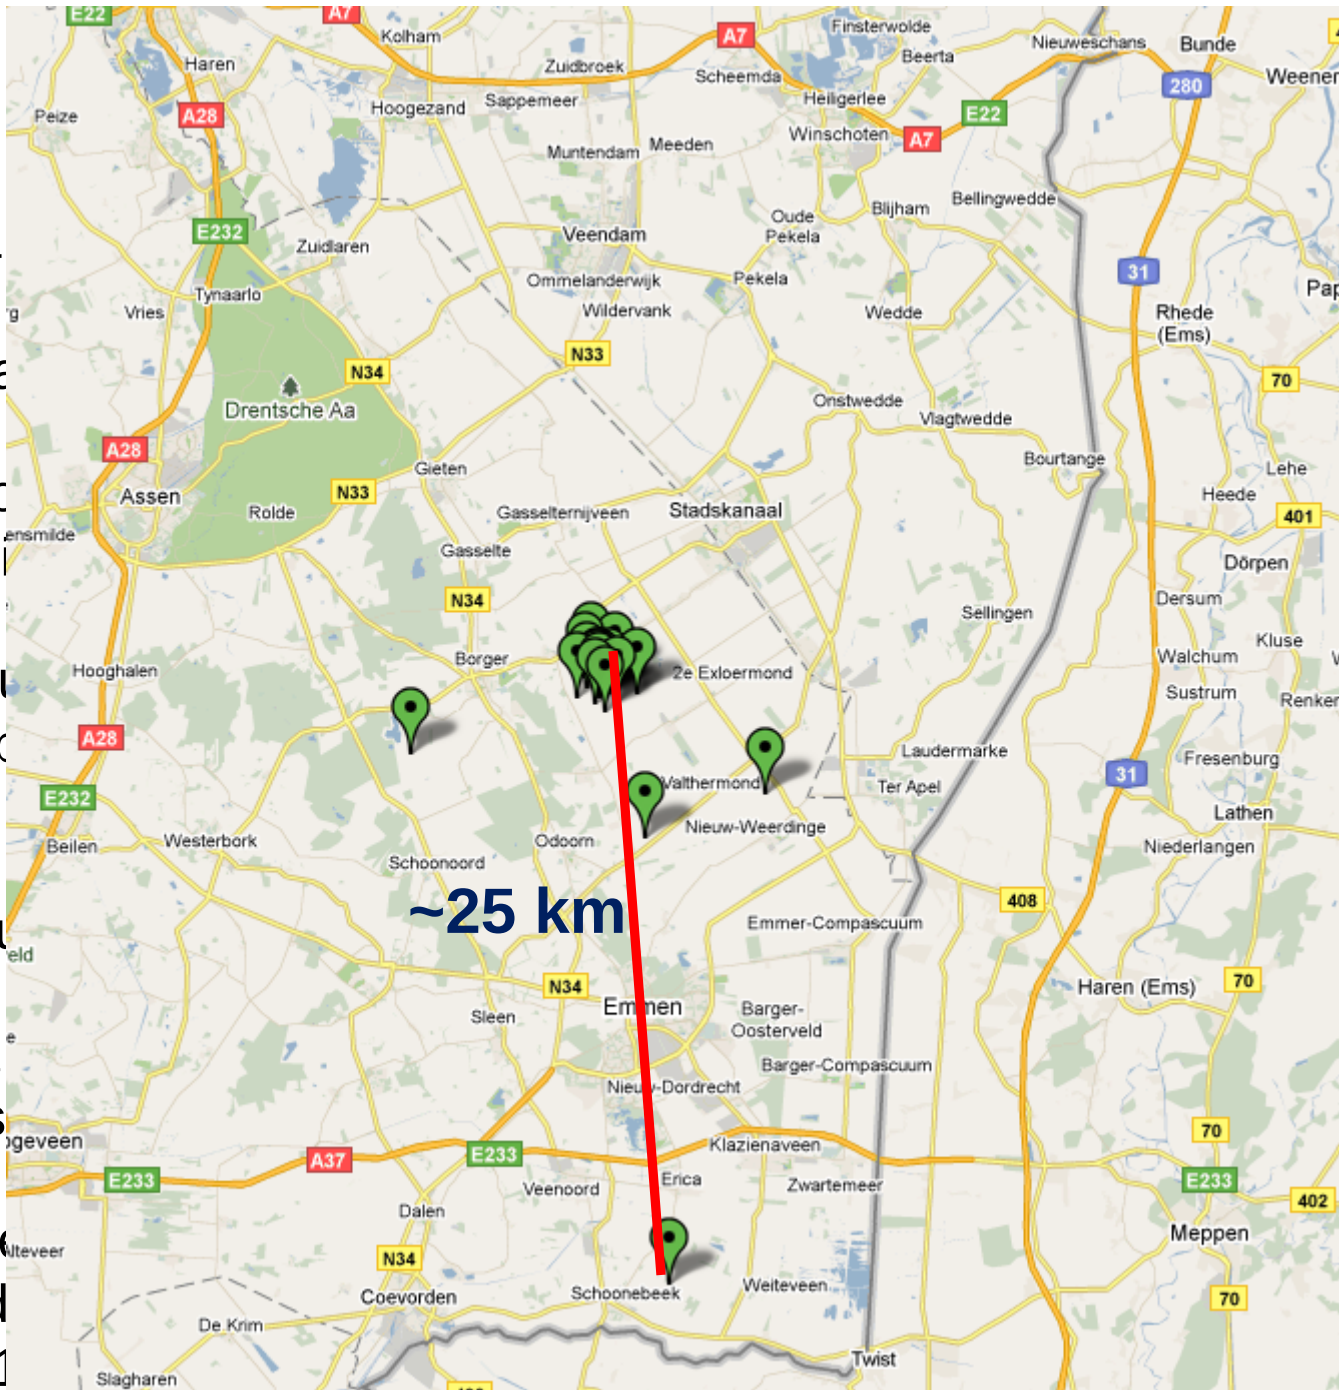 E22
A7
Kolham
Finsterwolde
Nieuweschans
Bunde
Haren
Zuidbroek
A7
Beerta
Scheemda
280
Weener
A28
Peize
Hoogezand
Sappemeer
Heiligerlee
E22
Winschoten
A7
Muntendam
Meeden
Bellingwedde
Blijham
E232
Zuidlaren
Veendam
Oude
Pekela
Ommelanderwijk
Pekela
31
Tynaarlo
Vries
Wildervank
Wedde
Rhede
(Ems)
Pap
N33
N34
70
Drentsche Aa
Onstwedde
Vlagtwedde
A28
Gieten
Bourtange
Lehe
Assen
N33
Heede
Rolde
Gasselternijveen
Stadskanaal
401
ensmilde
Gasselte
Dörpen
N34
Dersum
Sellingen
Kluse
Borger
2e Exloermond
Walchum
Hooghalen
Sustrum
Renker
A28
Laudermarke
Fresenburg
Valthermond
31
E232
Ter Apel
Lathen
Westerbork
Odoorn
Nieuw-Weerdinge
Beilen
Niederlangen
Schoonoord
~25 km
408
Emmer-Compascuum
eld
N34
Haren (Ems)
70
Emmen
Sleen
Barger-
Oosterveld
Barger-Compascuum
Nieuw-Dordrecht
70
ogeveen
A37
E233
Klazienaveen
E233
Veenoord
Erica
Zwartemeer
E233
402
Dalen
Meppen
Alteveer
N34
Coevorden
Schoonebeek
Weiteveen
70
De Krim
Twist
Slagharen